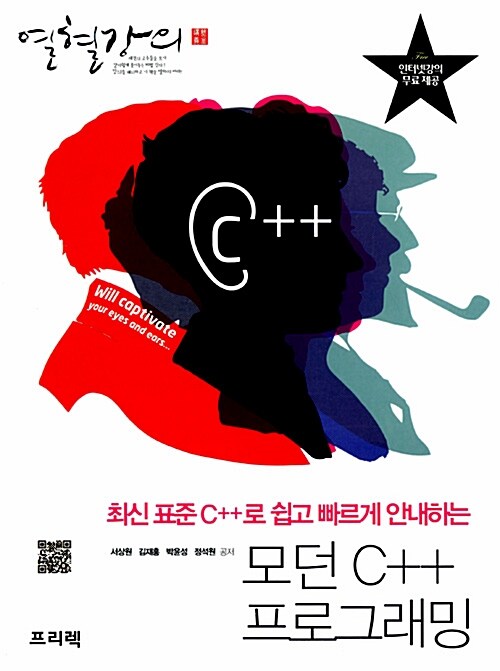 열혈강의
Free
인터넷강의
무료 제공
C++
Will captivate
your eyes and ears...
최신 표준 C++로 쉽고 빠르게 안내하는
서상원 김재홍 박윤성 정석원 공저
모던 C++
프로그래밍
프리렉